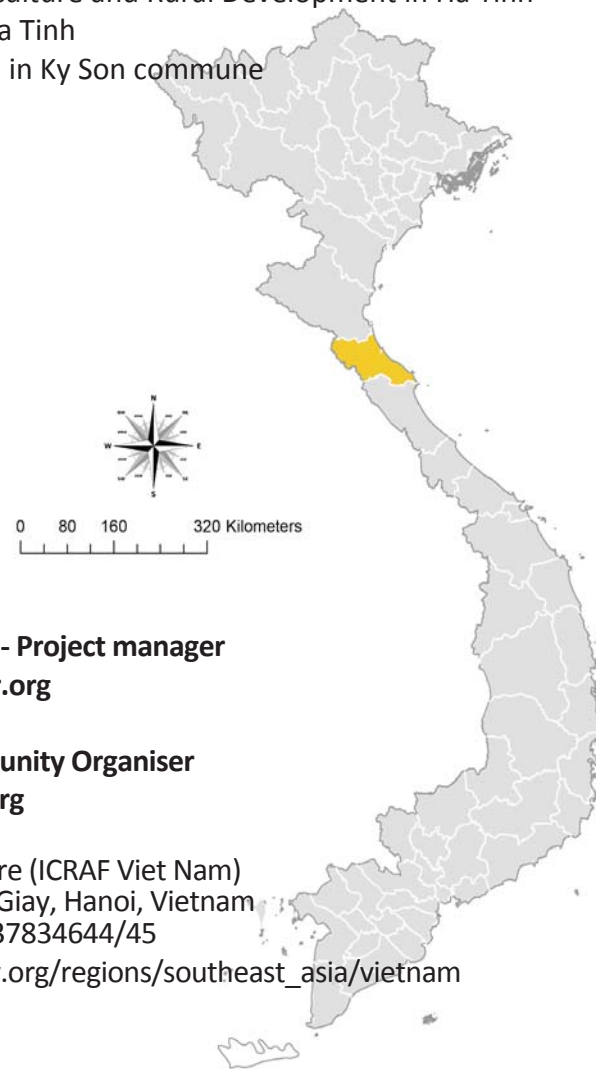 culture and Rural Development in Ha Tinh
a Tinh
in Ky Son commune
N
W E
S
0 80 160 320 Kilometers
- Project manager
.org
unity Organiser
rg
re (ICRAF Viet Nam)
Giay, Hanoi, Vietnam
37834644/45
.org/regions/southeast_asia/vietnam